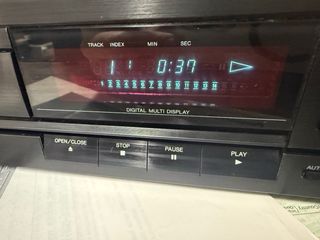 TRACK INDEX MIN SEC
1 1 0:37
1 2 3 4 5 6 7 8 9 10 11 12 13 14
DIGITAL MULTI DISPLAY
OPEN/CLOSE STOP PAUSE PLAY